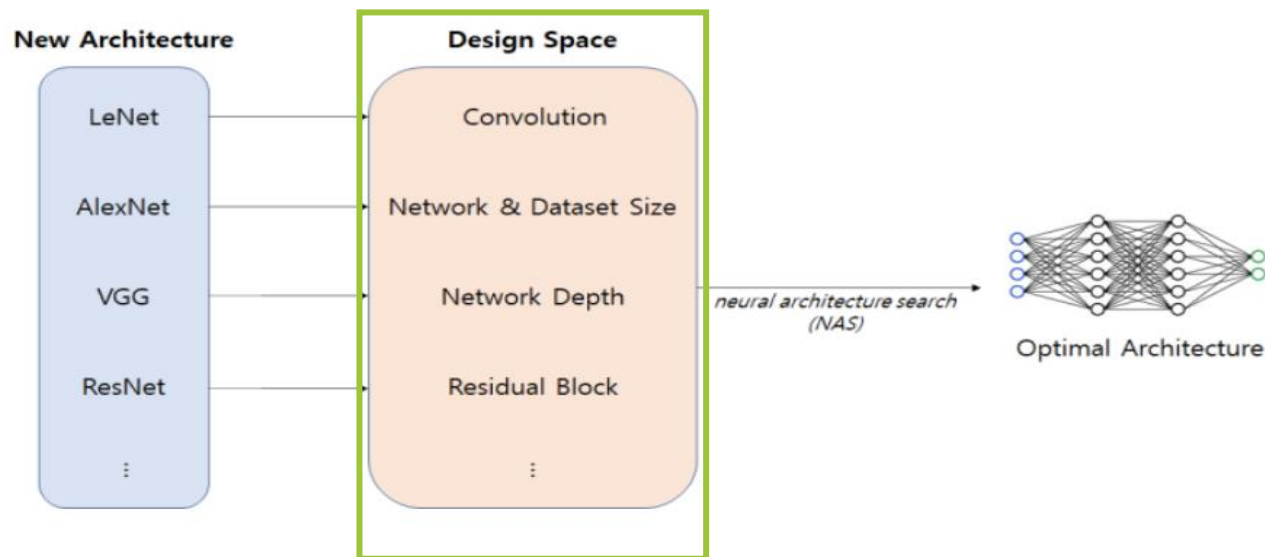 New Architecture
Design Space
LeNet
Convolution
AlexNet
Network & Dataset Size
VGG
Network Depth
neural architecture search
(NAS)
Optimal Architecture
ResNet
Residual Block
⋮
⋮